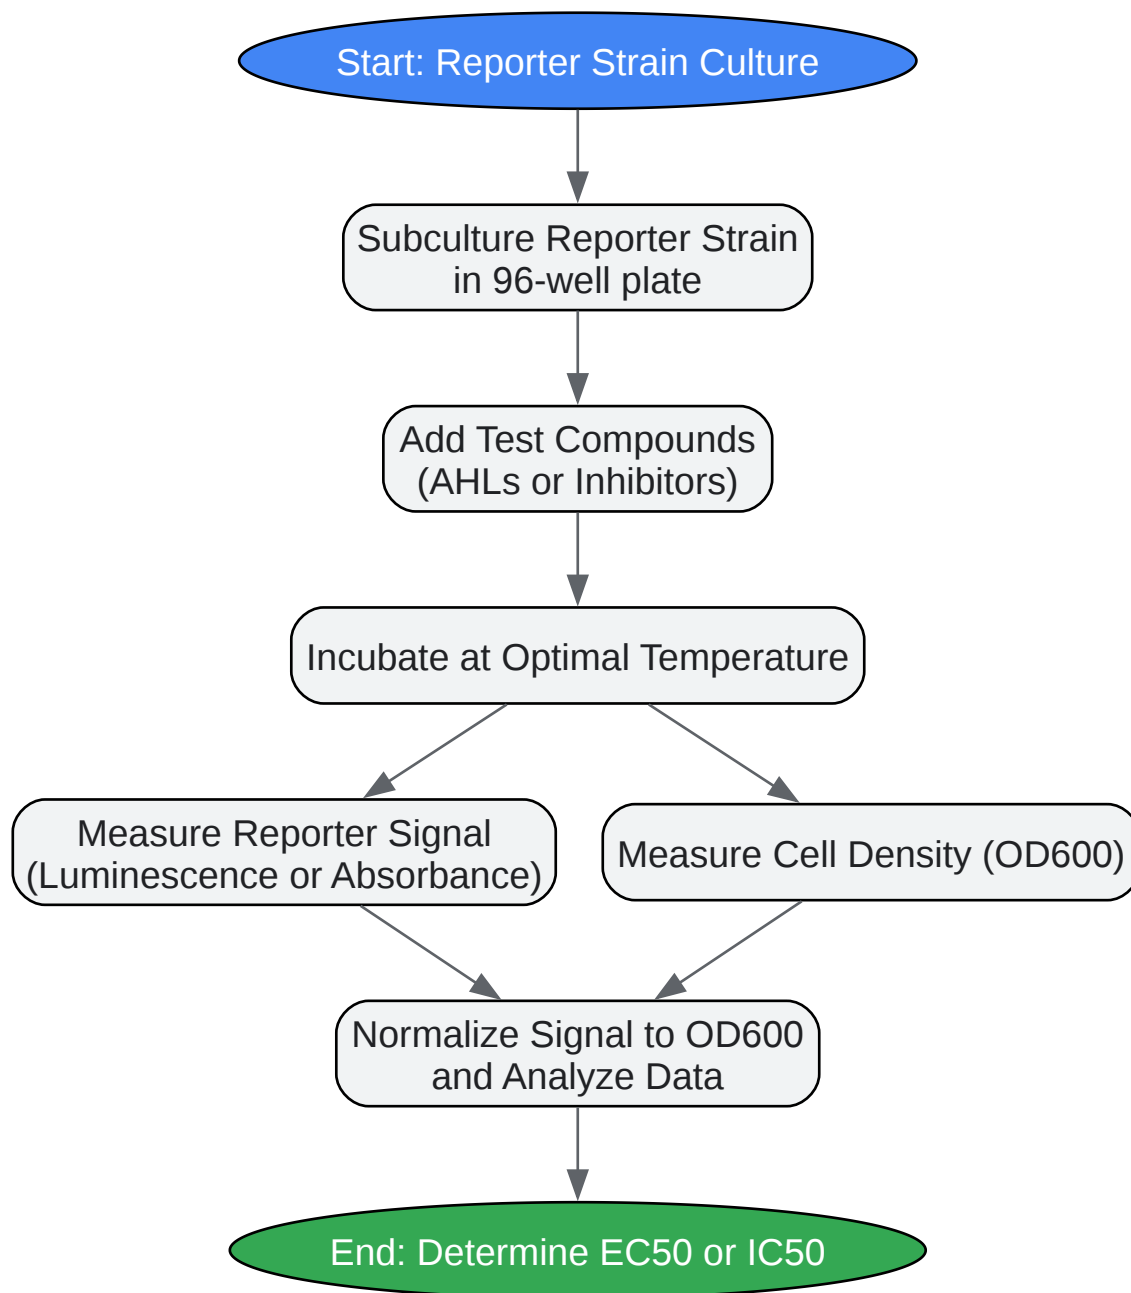 Start: Reporter Strain Culture
Subculture Reporter Strain
in 96-well plate
Add Test Compounds
(AHLs or Inhibitors)
Incubate at Optimal Temperature
Measure Reporter Signal
(Luminescence or Absorbance)
Measure Cell Density (OD600)
Normalize Signal to OD600
and Analyze Data
End: Determine EC50 or IC50